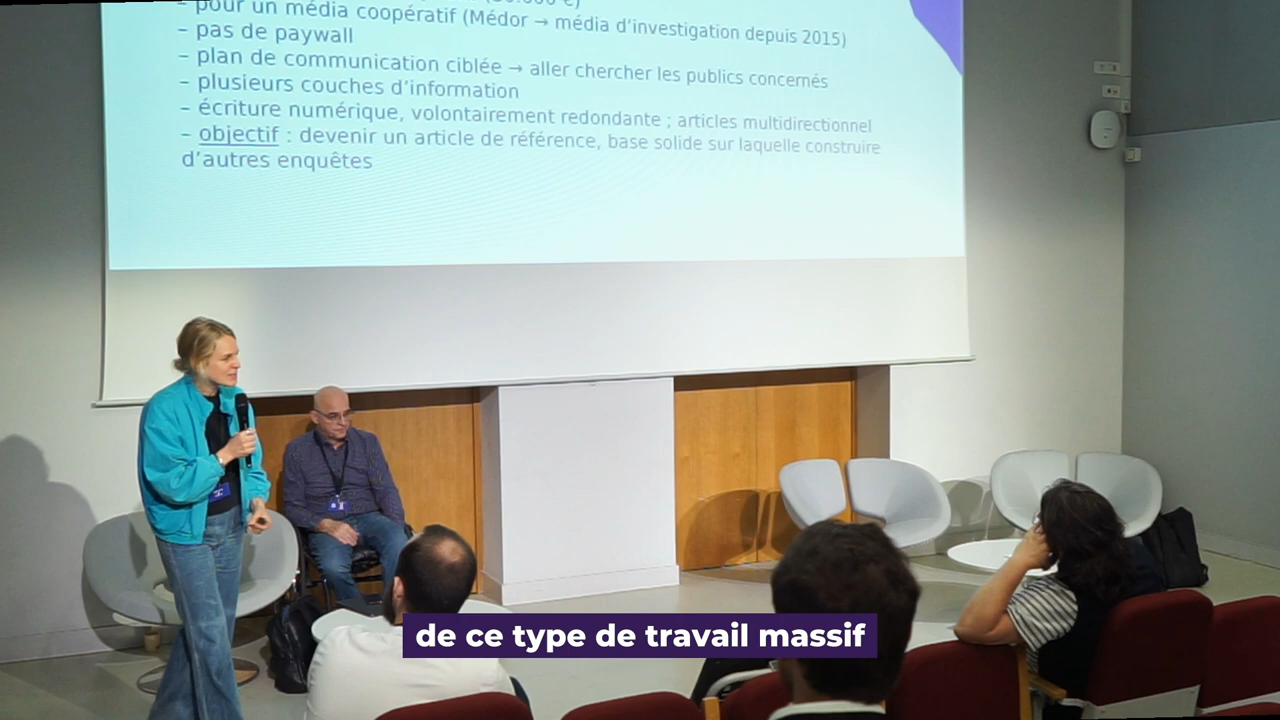 – pour un média coopératif (Médor → média d’investigation depuis 2015)
– pas de paywall
– plan de communication ciblée → aller chercher les publics concernés
– plusieurs couches d’information
– écriture numérique, volontairement redondante ; articles multidirectionnel
– objectif : devenir un article de référence, base solide sur laquelle construire
d’autres enquêtes
de ce type de travail massif